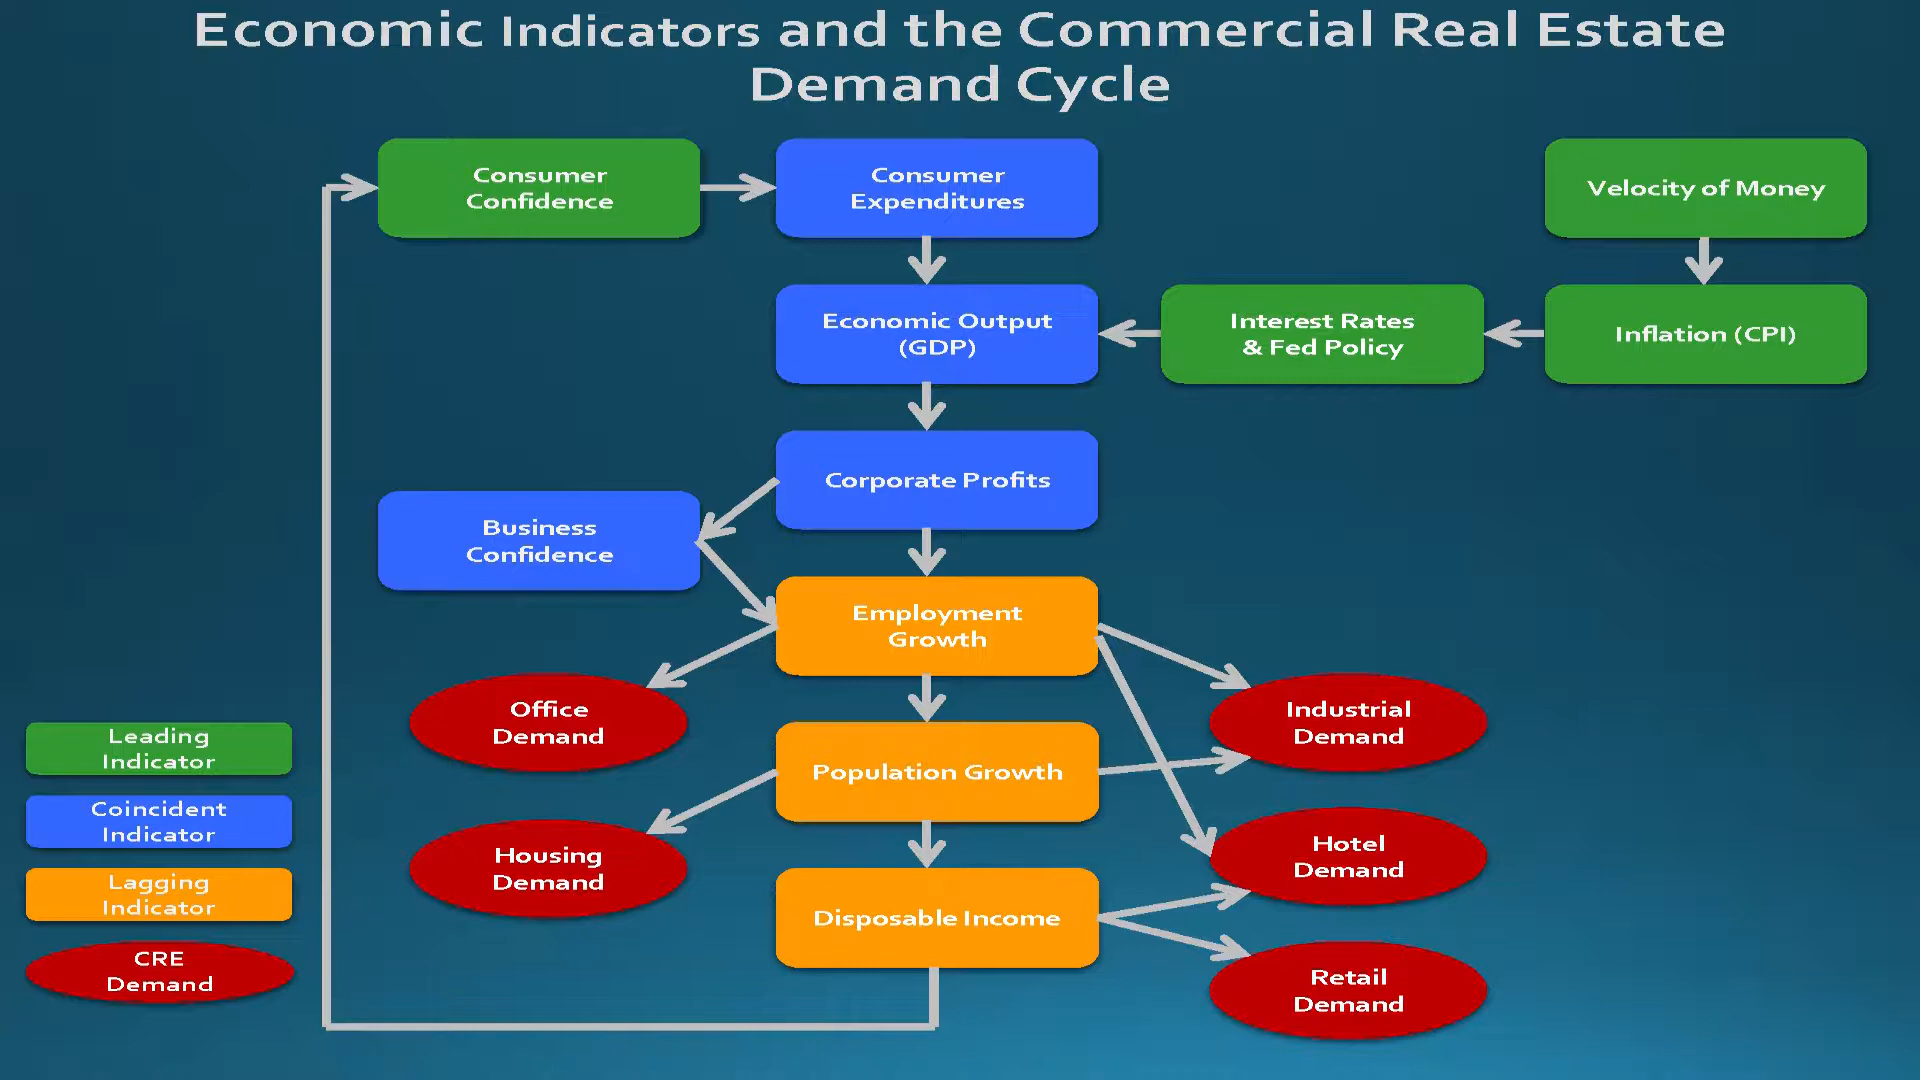 Economic Indicators and the Commercial Real Estate
Demand Cycle
Consumer
Confidence
Consumer
Expenditures
Velocity of Money
Economic Output
(GDP)
Interest Rates
& Fed Policy
Inflation (CPI)
Corporate Profits
Business
Confidence
Employment
Growth
Office
Demand
Industrial
Demand
Population Growth
Housing
Demand
Hotel
Demand
Disposable Income
Retail
Demand
Leading
Indicator
Coincident
Indicator
Lagging
Indicator
CRE
Demand